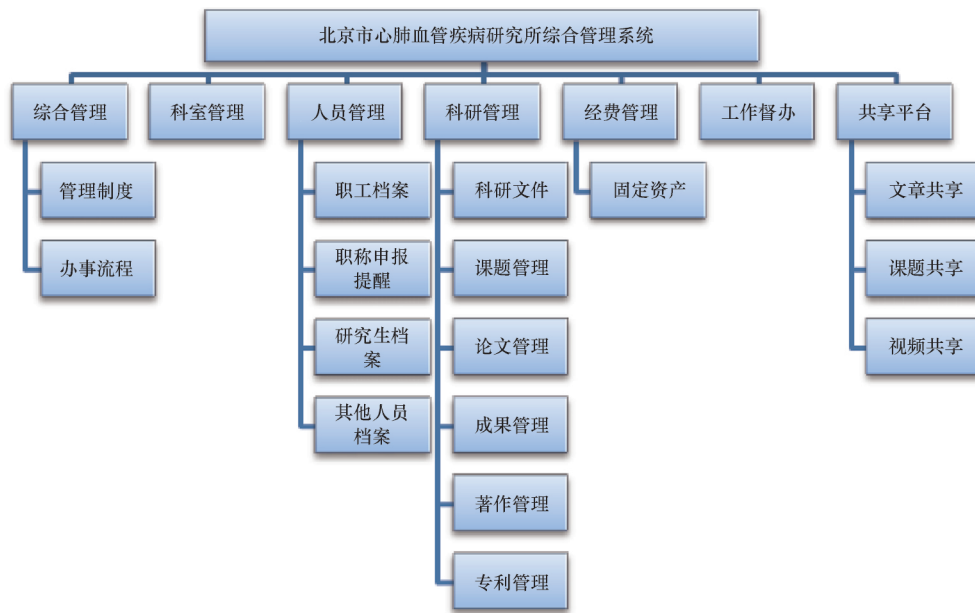 北京市心肺血管疾病研究所综合管理系统
综合管理
科室管理
人员管理
科研管理
经费管理
工作督办
共享平台
管理制度
办事流程
职工档案
职称申报
提醒
研究生档
案
其他人员
档案
科研文件
课题管理
论文管理
成果管理
著作管理
专利管理
固定资产
文章共享
课题共享
视频共享